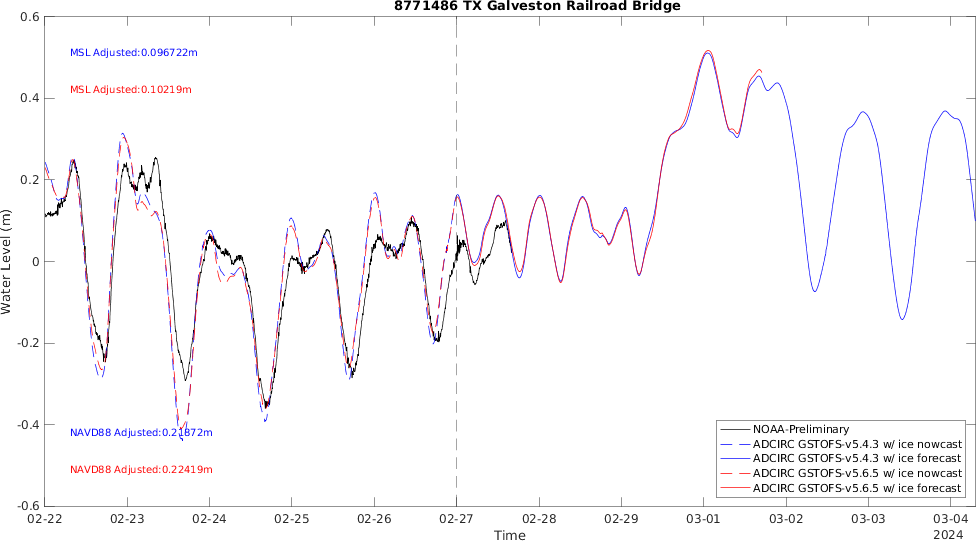 8771486 TX Galveston Railroad Bridge
0.6
0.4
0.2
0
-0.2
-0.4
-0.6
Water Level (m)
MSL Adjusted:0.096722m
MSL Adjusted:0.10219m
NAVD88 Adjusted:0.21872m
NAVD88 Adjusted:0.22419m
NOAA-Preliminary
ADCIRC GSTOFS-v5.4.3 w/ ice nowcast
ADCIRC GSTOFS-v5.4.3 w/ ice forecast
ADCIRC GSTOFS-v5.6.5 w/ ice nowcast
ADCIRC GSTOFS-v5.6.5 w/ ice forecast
02-22 02-23 02-24 02-25 02-26 02-27 02-28 02-29 03-01 03-02 03-03 03-04
Time
2024